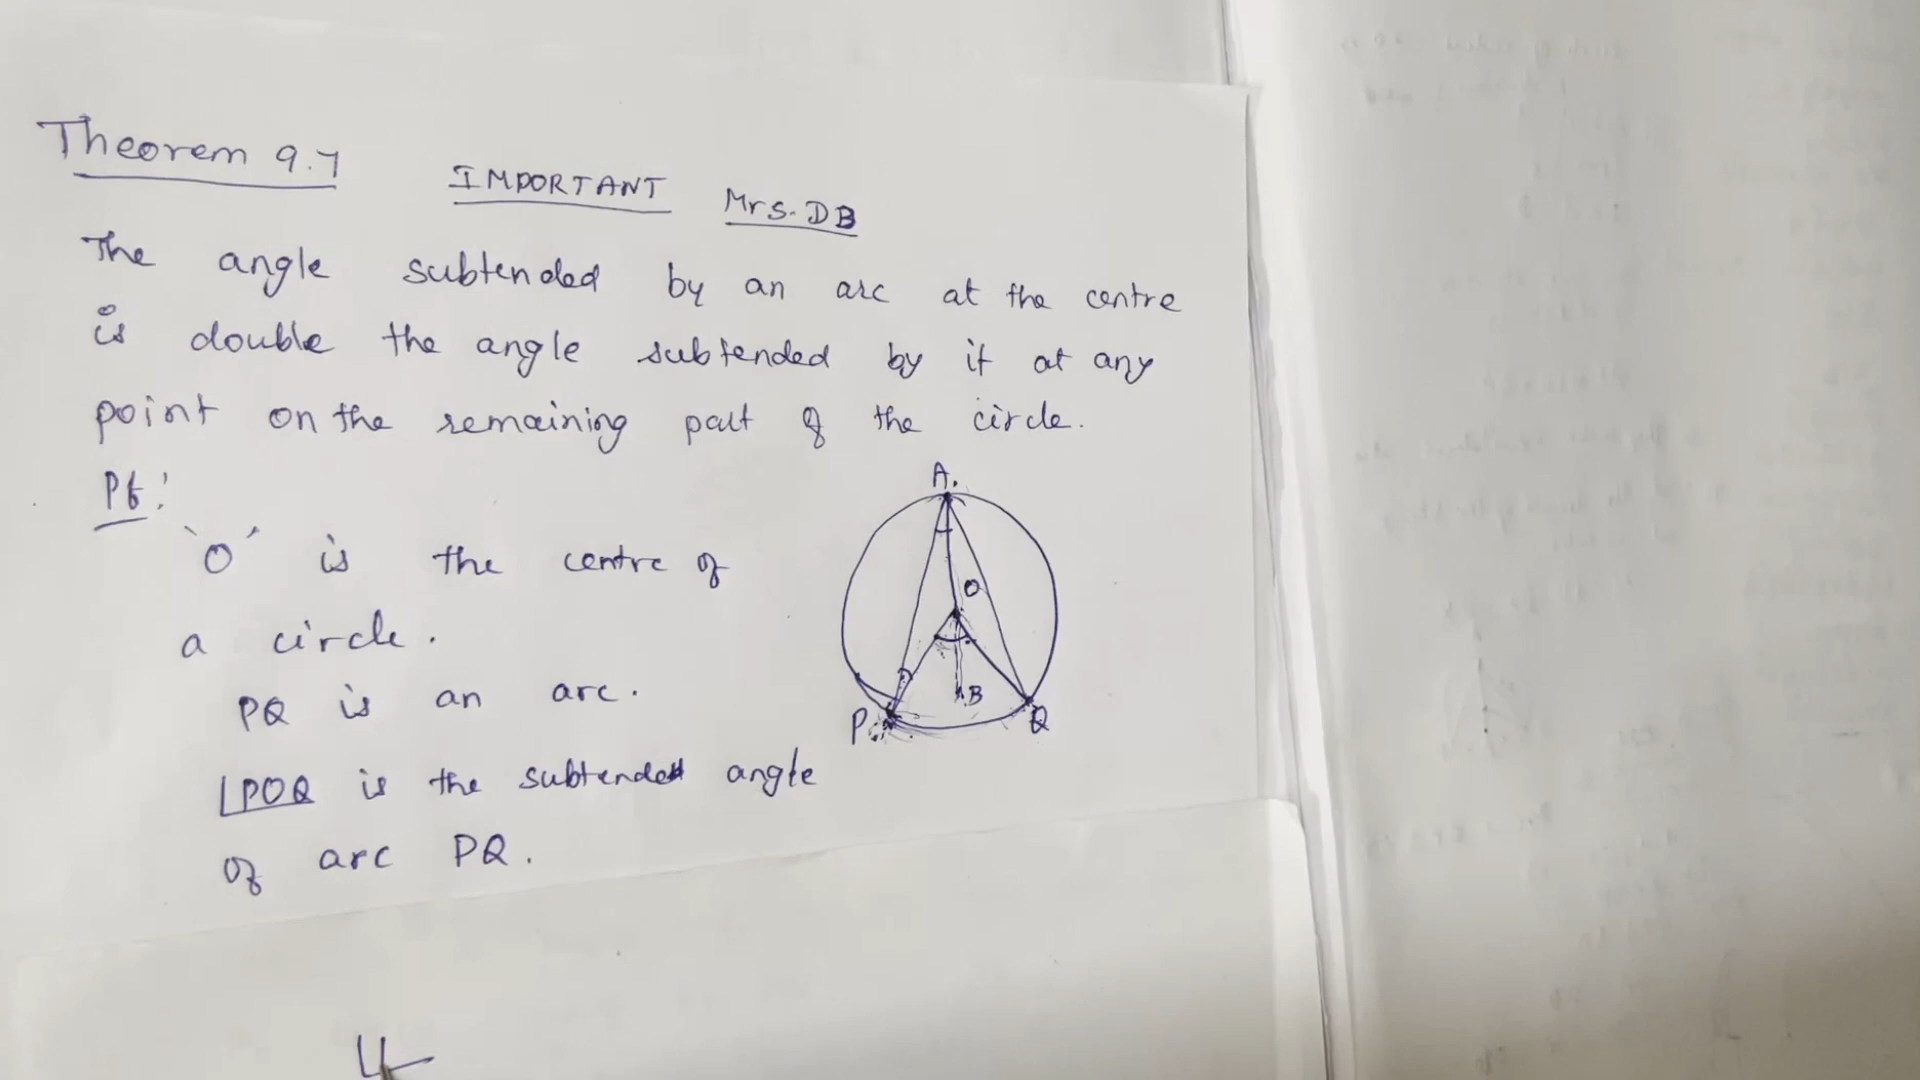 Theorem 9.7
IMPORTANT Mrs. DB
The angle subtended by an arc at the centre
is double the angle subtended by it at any
point on the remaining part of the circle.
Pf:
'O' is the centre of
a circle.
PQ is an arc.
∠POQ is the subtended angle
of arc PQ.
A.
O
B
P
Q